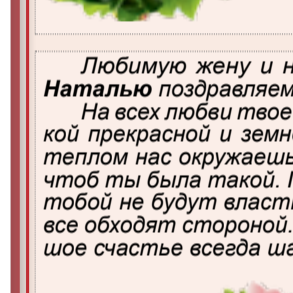 Любимую жену и н
Наталью поздравляем
На всех любви твое
кой прекрасной и земн
теплом нас окружаешь
чтоб ты была такой.
тобой не будут власт
все обходят стороной.
шое счастье всегда ша